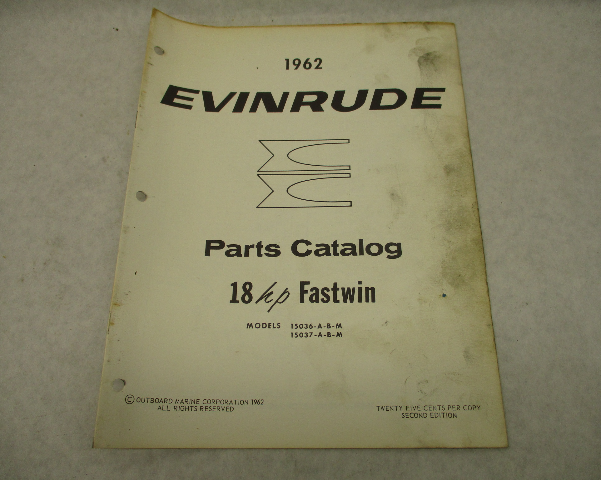 1962
EVINRUDE
Parts Catalog
18 hp Fastwin
MODELS 15036-A-B-M
15037-A-B-M
© OUTBOARD MARINE CORPORATION 1962
ALL RIGHTS RESERVED
TWENTY FIVE CENTS PER COPY
SECOND EDITION